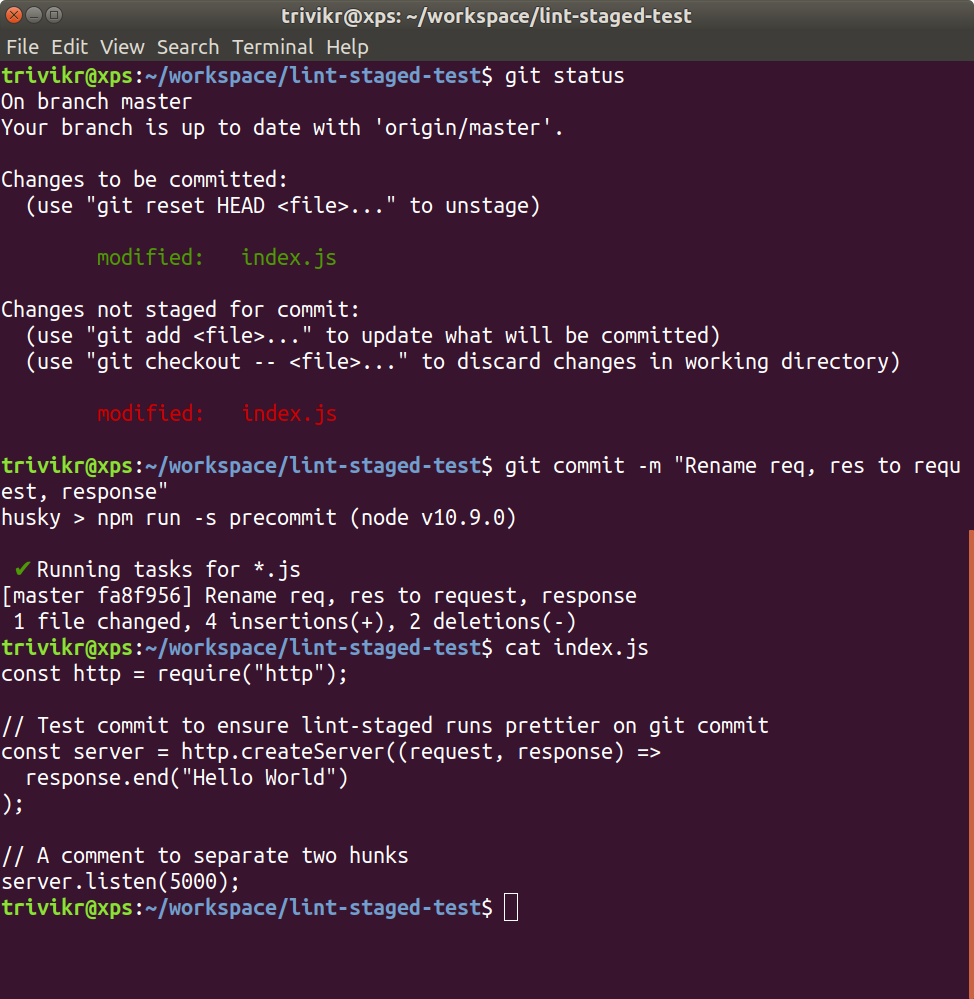 trivikr@xps: ~/workspace/lint-staged-test
File Edit View Search Terminal Help
trivikr@xps:~/workspace/lint-staged-test$ git status
On branch master
Your branch is up to date with 'origin/master'.
Changes to be committed:
  (use "git reset HEAD <file>..." to unstage)
        modified:   index.js
Changes not staged for commit:
  (use "git add <file>..." to update what will be committed)
  (use "git checkout -- <file>..." to discard changes in working directory)
        modified:   index.js
trivikr@xps:~/workspace/lint-staged-test$ git commit -m "Rename req, res to requ
est, response"
husky > npm run -s precommit (node v10.9.0)
 ✔ Running tasks for *.js
[master fa8f956] Rename req, res to request, response
 1 file changed, 4 insertions(+), 2 deletions(-)
trivikr@xps:~/workspace/lint-staged-test$ cat index.js
const http = require("http");
// Test commit to ensure lint-staged runs prettier on git commit
const server = http.createServer((request, response) =>
  response.end("Hello World")
);
// A comment to separate two hunks
server.listen(5000);
trivikr@xps:~/workspace/lint-staged-test$